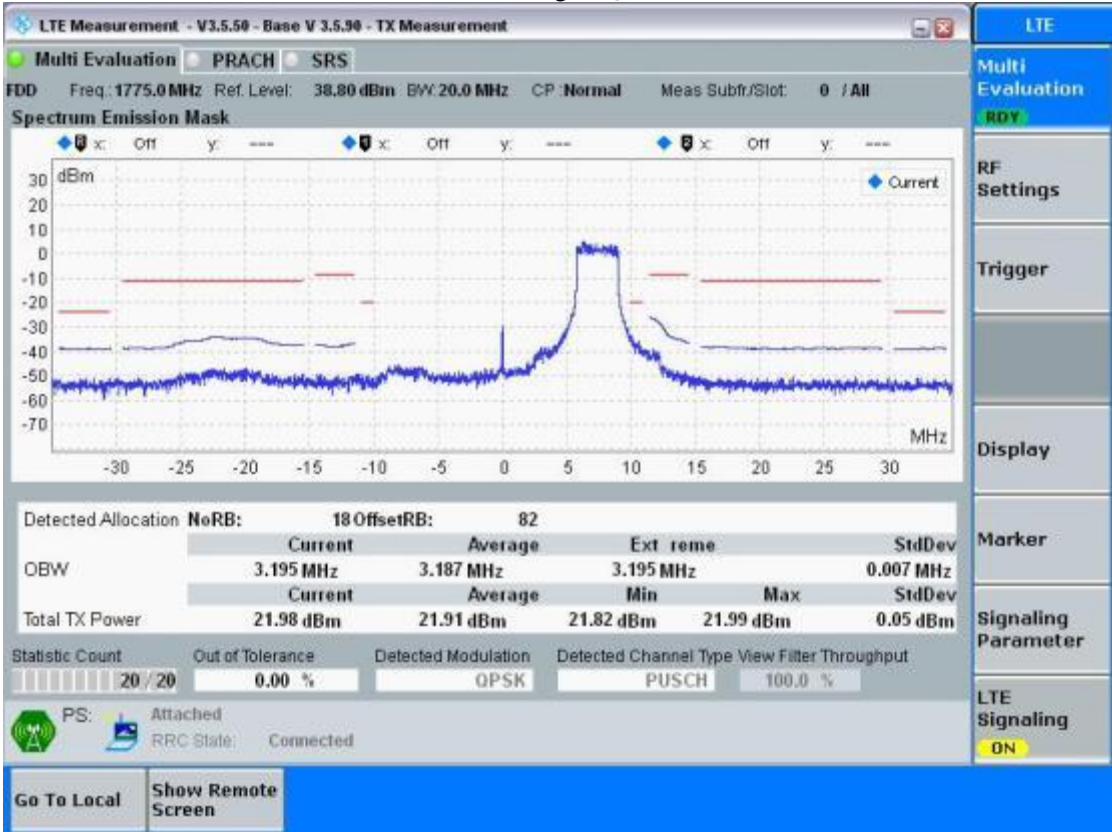 LTE Measurement - V3.5.50 - Base V 3.5.90 - TX Measurement
LTE
Multi Evaluation PRACH SRS
Multi Evaluation
RDY
FDD Freq.: 1775.0 MHz Ref. Level: 38.80 dBm BW: 20.0 MHz CP :Normal Meas Subfr./Slot: 0 / All
Spectrum Emission Mask
x: Off y: --- x: Off y: --- x: Off y: ---
dBm
Current
30
20
10
0
-10
-20
-30
-40
-50
-60
-70
MHz
-30 -25 -20 -15 -10 -5 0 5 10 15 20 25 30
RF Settings
Trigger
Display
Marker
Signaling Parameter
LTE Signaling
ON
Detected Allocation NoRB: 18 OffsetRB: 82
Current Average Ext reme StdDev
OBW 3.195 MHz 3.187 MHz 3.195 MHz 0.007 MHz
Current Average Min Max StdDev
Total TX Power 21.98 dBm 21.91 dBm 21.82 dBm 21.99 dBm 0.05 dBm
Statistic Count Out of Tolerance Detected Modulation Detected Channel Type View Filter Throughput
20 / 20 0.00 % QPSK PUSCH 100.0 %
PS: Attached
RRC State: Connected
Go To Local
Show Remote Screen